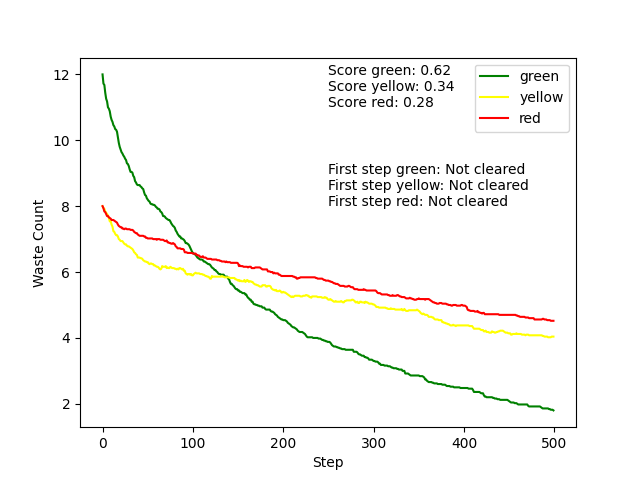 Score green: 0.62
Score yellow: 0.34
Score red: 0.28
green
yellow
red
First step green: Not cleared
First step yellow: Not cleared
First step red: Not cleared
Waste Count
12
10
8
6
4
2
0
100
200
300
400
500
Step